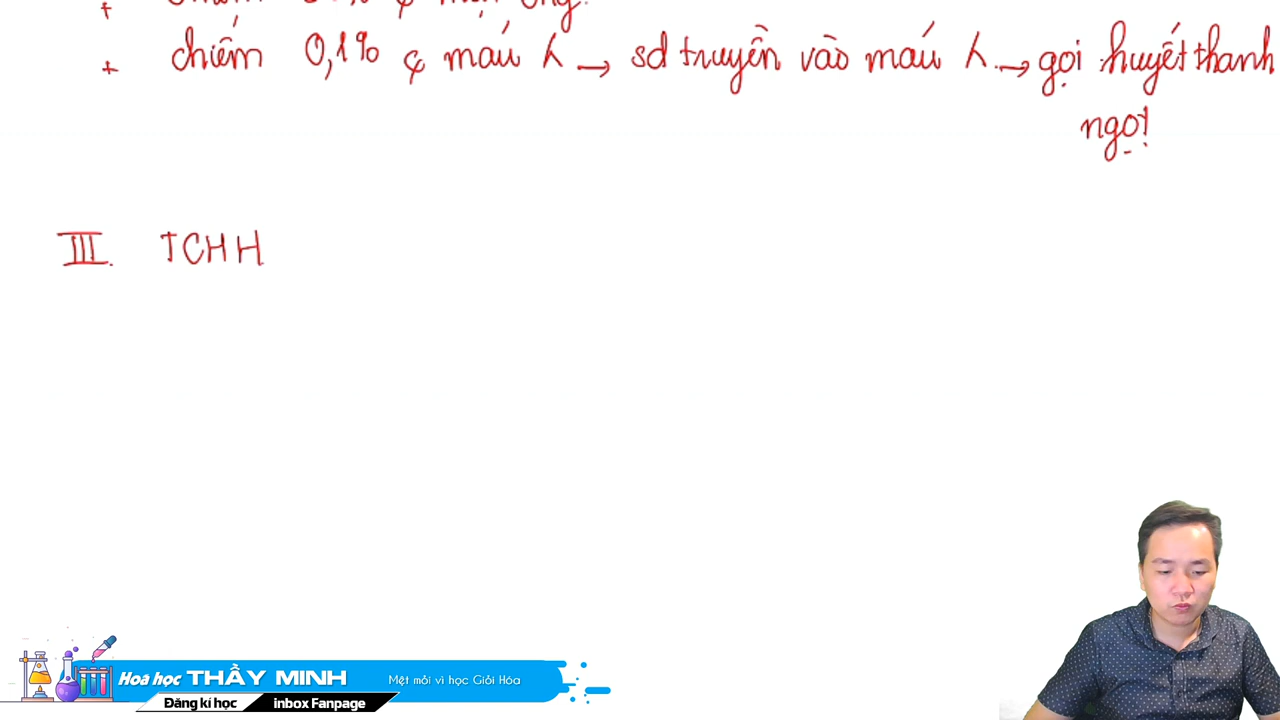 + chiếm
+ chiếm 0,1% máu → sd truyền vào máu → gọi huyết thanh
ngọt
III. TCHH
Hoá học THẦY MINH
Mệt mỏi vì học Giỏi Hóa
Đăng kí học
inbox Fanpage